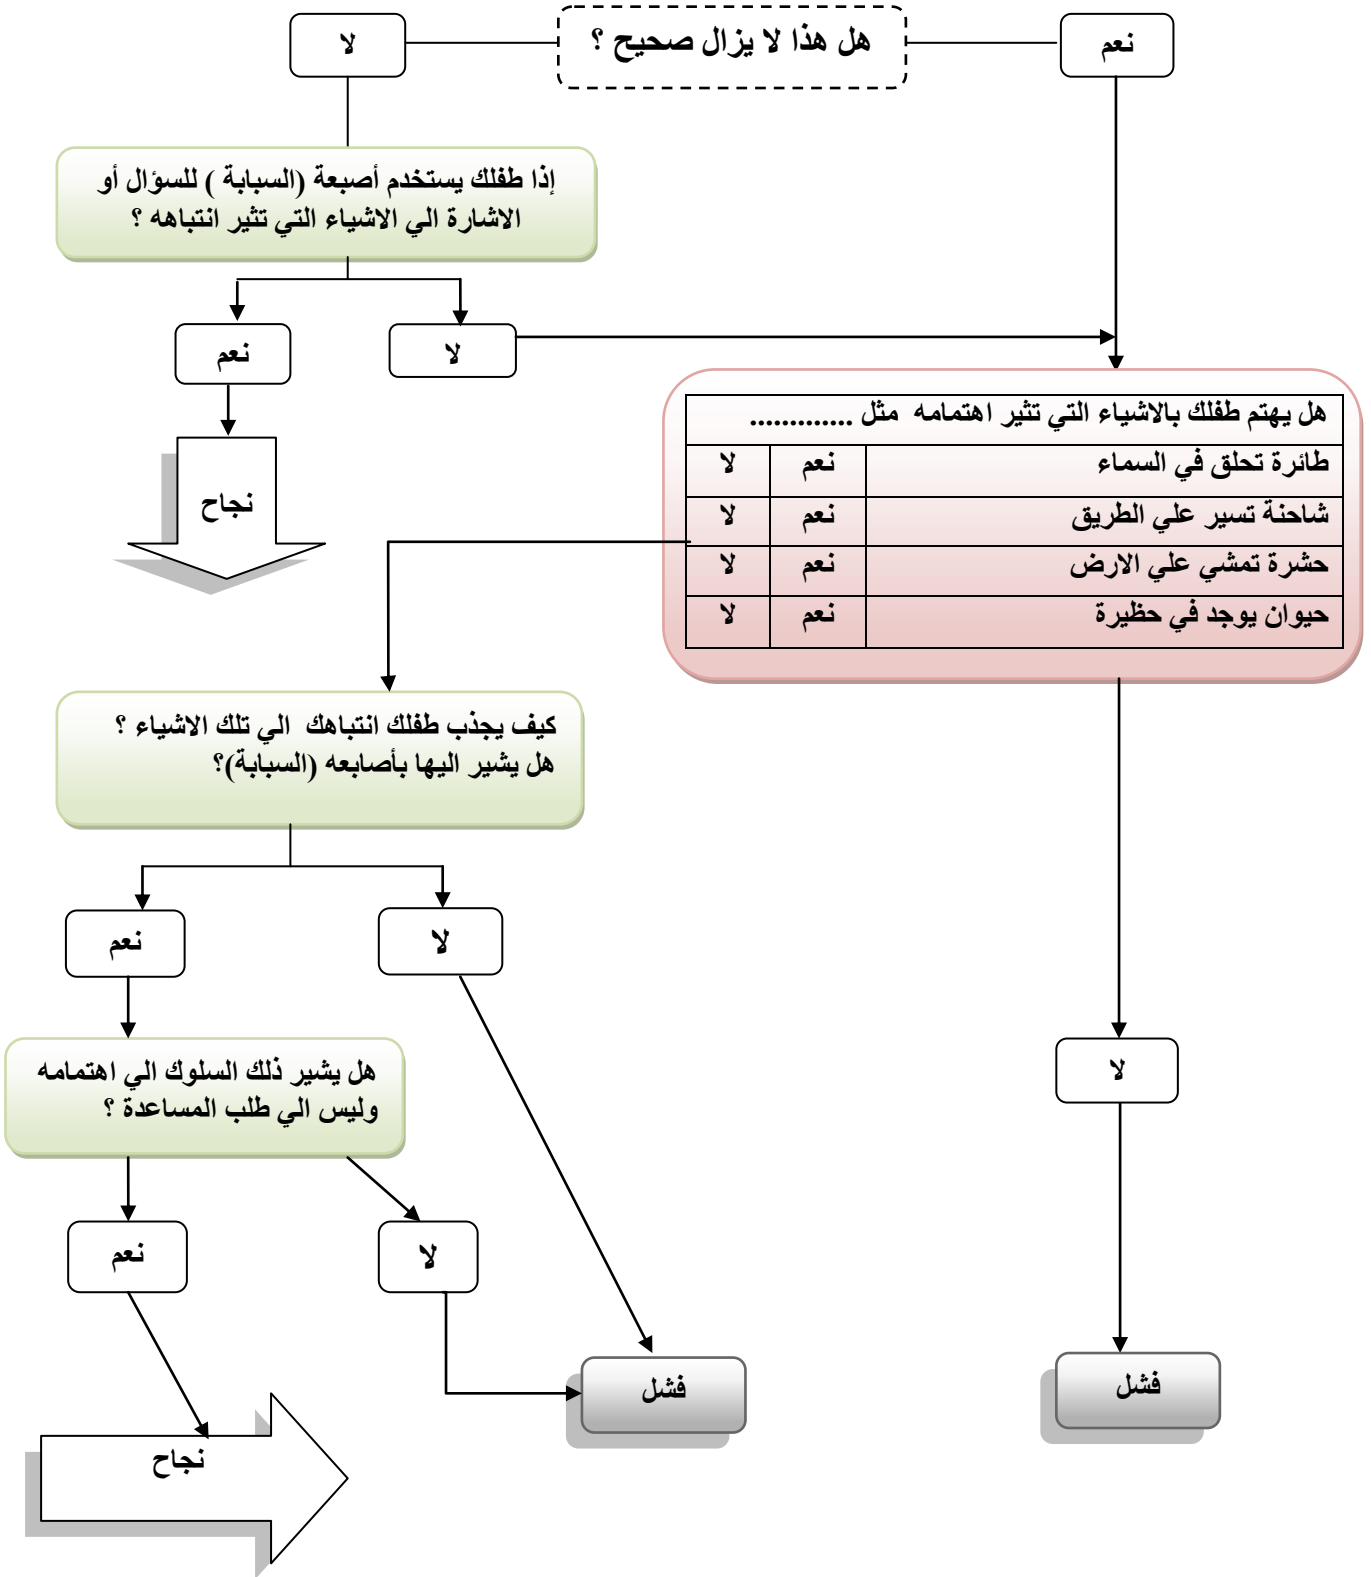 نعم
هل هذا لا يزال صحيح ؟
لا
إذا طفلك يستخدم أصبعة (السبابة ) للسؤال أو
الاشارة الي الاشياء التي تثير انتباهه ؟
لا
نعم
نجاح
هل يهتم طفلك بالاشياء التي تثير اهتمامه مثل .............
طائرة تحلق في السماء نعم لا
شاحنة تسير علي الطريق نعم لا
حشرة تمشي علي الارض نعم لا
حيوان يوجد في حظيرة نعم لا
كيف يجذب طفلك انتباهك الي تلك الاشياء ؟
هل يشير اليها بأصابعه (السبابة)؟
لا
نعم
هل يشير ذلك السلوك الي اهتمامه
وليس الي طلب المساعدة ؟
لا
لا
نعم
فشل
فشل
نجاح